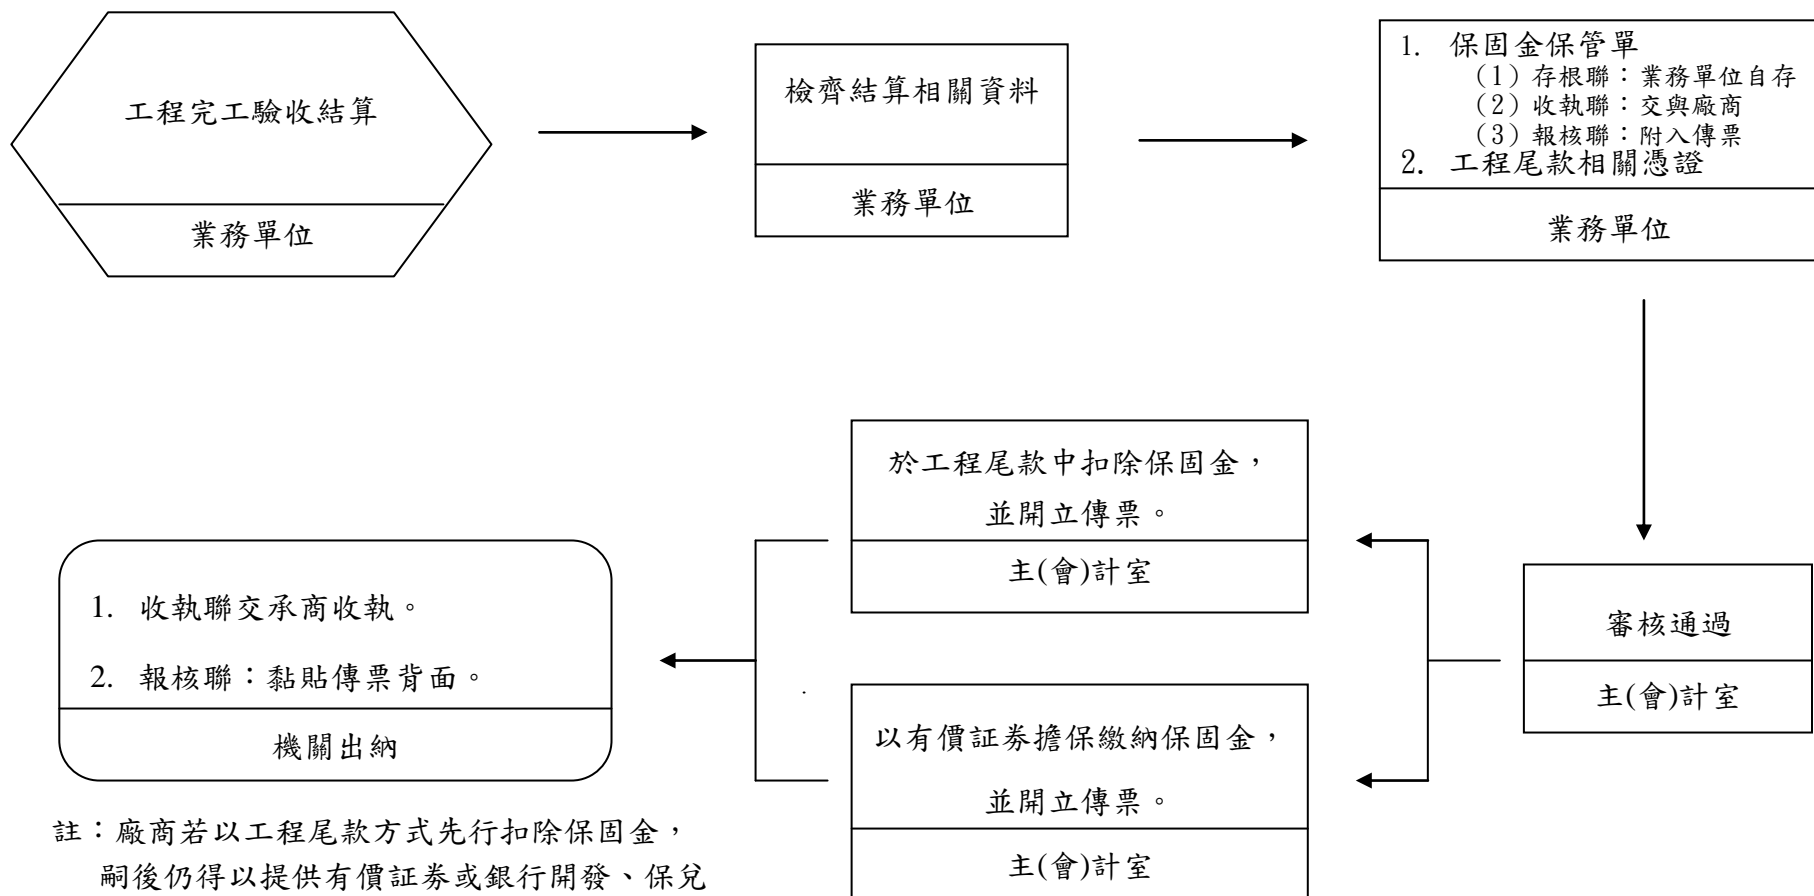 工程完工驗收結算
業務單位
檢齊結算相關資料
業務單位
1. 保固金保管單
（1）存根聯：業務單位自存
（2）收執聯：交與廠商
（3）報核聯：附入傳票
2. 工程尾款相關憑證
業務單位
審核通過
主(會)計室
於工程尾款中扣除保固金，
並開立傳票。
主(會)計室
以有價証券擔保繳納保固金，
並開立傳票。
主(會)計室
1. 收執聯交承商收執。
2. 報核聯：黏貼傳票背面。
機關出納
註：廠商若以工程尾款方式先行扣除保固金，
嗣後仍得以提供有價証券或銀行開發、保兌